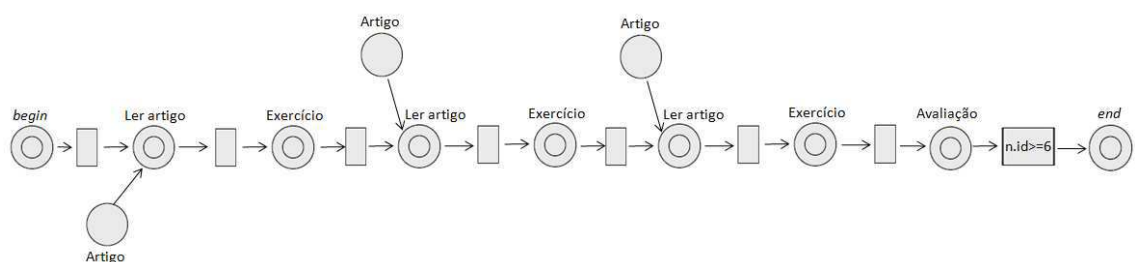 Artigo
Artigo
begin
Ler artigo
Exercício
Ler artigo
Exercício
Ler artigo
Exercício
Avaliação
end
n.id>=6
Artigo